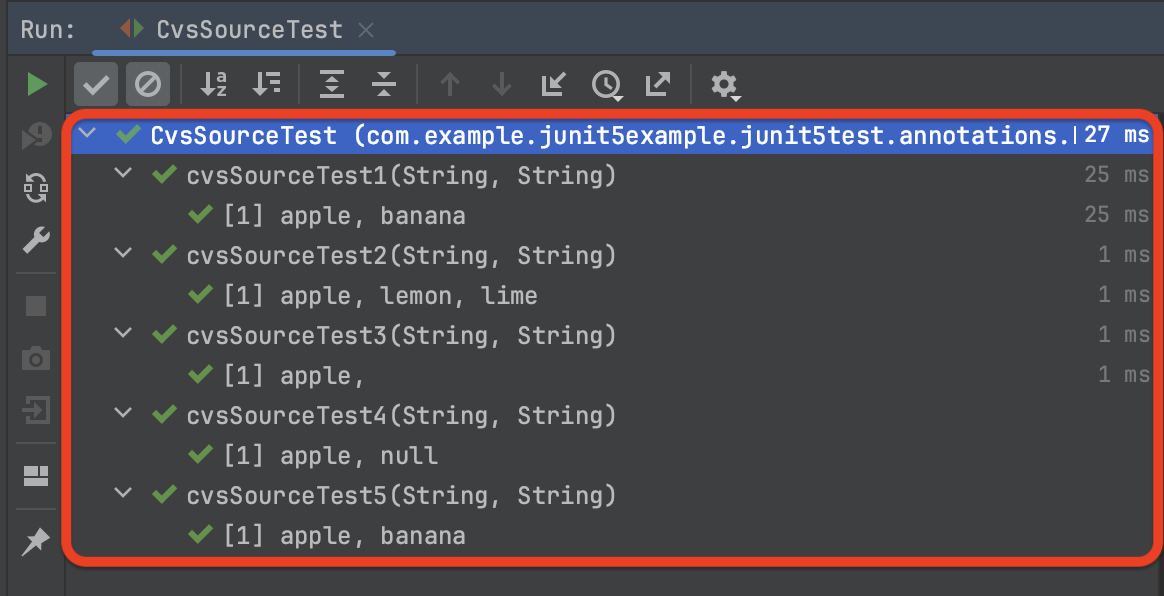 Run: CvsSourceTest
CvsSourceTest (com.example.junit5example.junit5test.annotations. 27 ms
cvsSourceTest1(String, String) 25 ms
[1] apple, banana 25 ms
cvsSourceTest2(String, String) 1 ms
[1] apple, lemon, lime 1 ms
cvsSourceTest3(String, String) 1 ms
[1] apple, 1 ms
cvsSourceTest4(String, String)
[1] apple, null
cvsSourceTest5(String, String)
[1] apple, banana